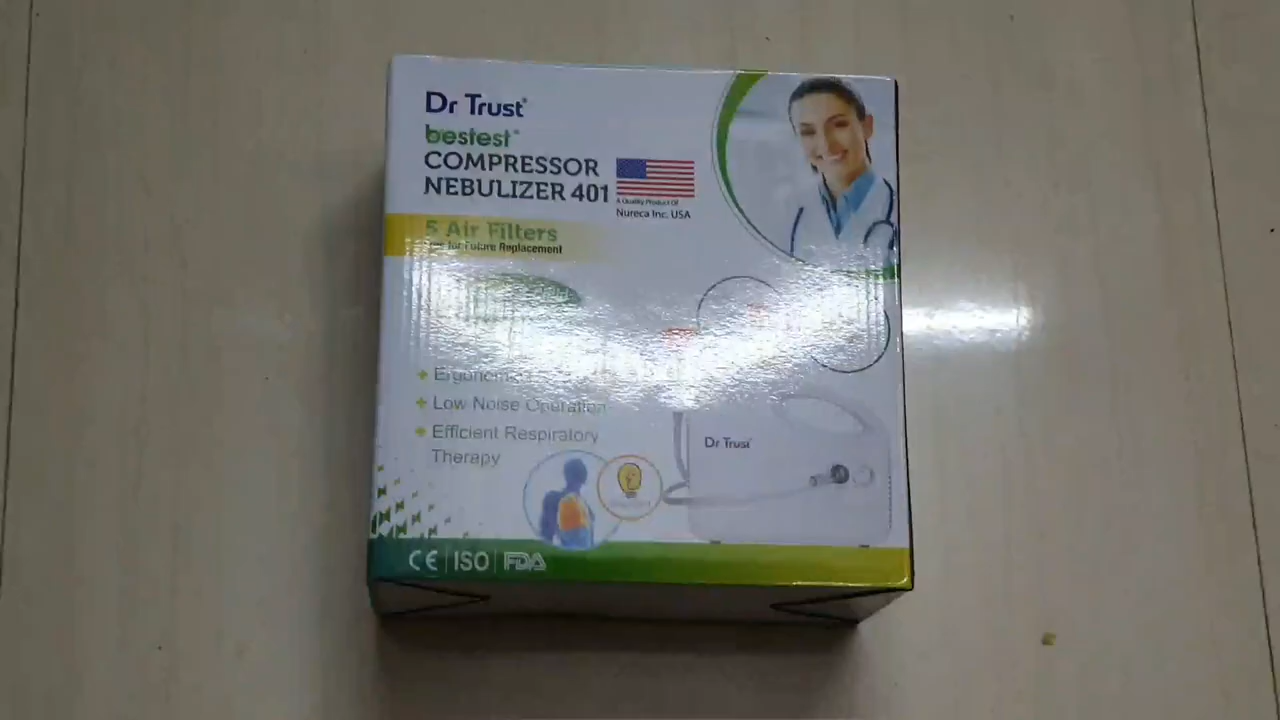 Dr Trust®
bestest®
COMPRESSOR
NEBULIZER 401
A Quality Product Of
Nureca Inc. USA
5 Air Filters
for Future Replacement
Low Noise Operation
Efficient Respiratory
Therapy
Dr Trust
CE | ISO | FDA